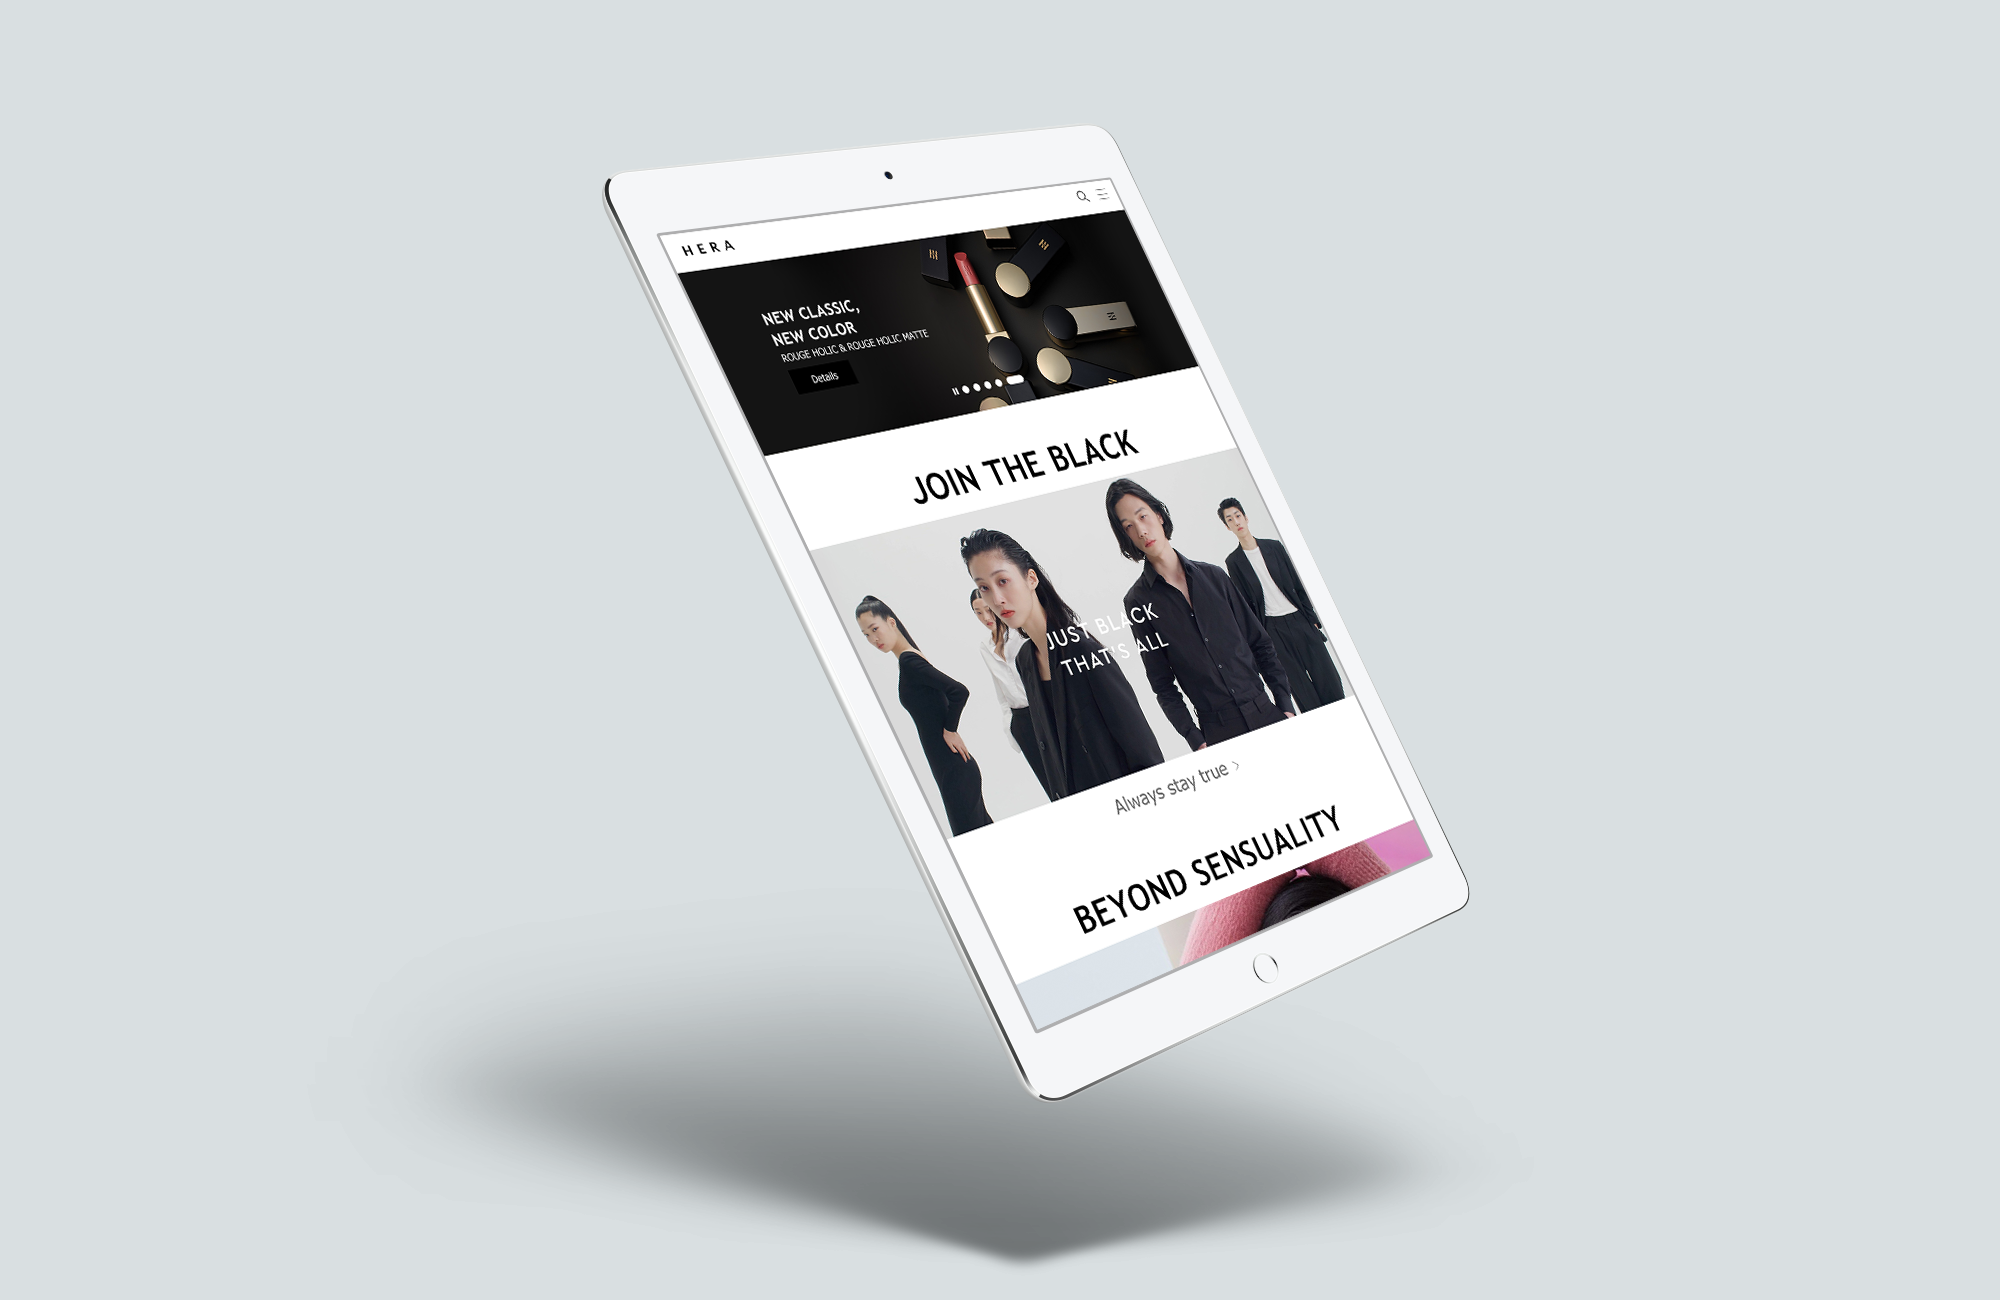 HERA
NEW CLASSIC,
NEW COLOR
ROUGE HOLIC & ROUGE HOLIC MATTE
Details
JOIN THE BLACK
JUST BLACK
THAT'S ALL
Always stay true >
BEYOND SENSUALITY